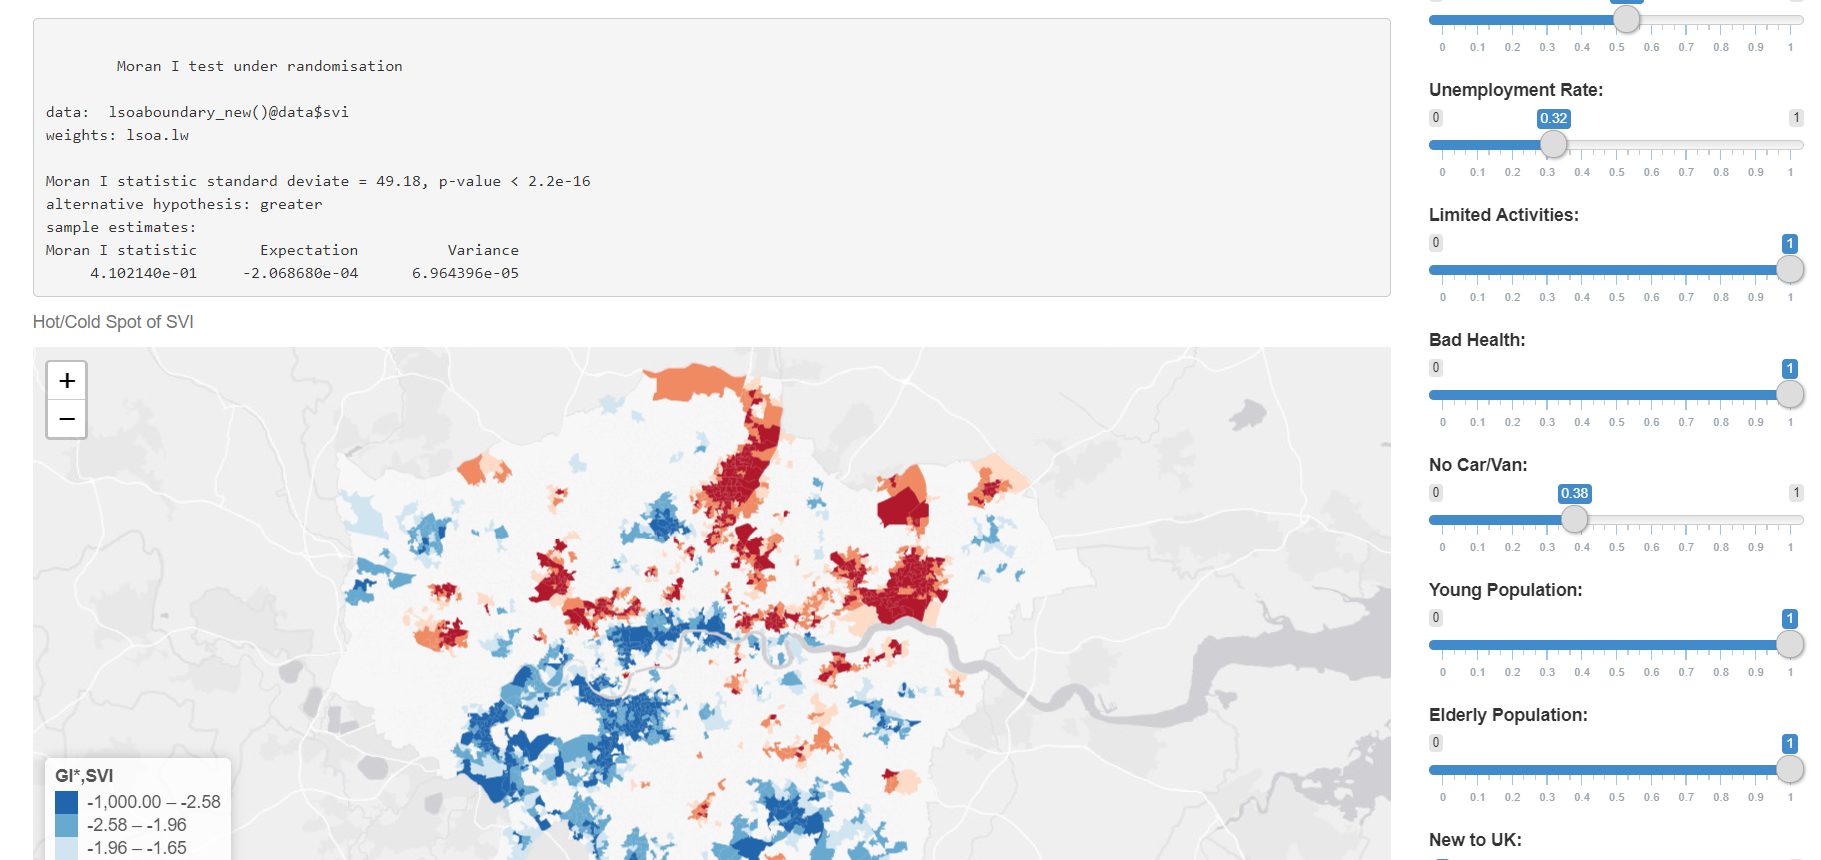 Moran I test under randomisation
data:  lsoaboundary_new()@data$svi
weights: lsoa.lw
Moran I statistic standard deviate = 49.18, p-value < 2.2e-16
alternative hypothesis: greater
sample estimates:
Moran I statistic       Expectation          Variance
4.102140e-01     -2.068680e-04      6.964396e-05
Hot/Cold Spot of SVI
+
−
GI*,SVI
-1,000.00 – -2.58
-2.58 – -1.96
-1.96 – -1.65
0 0.1 0.2 0.3 0.4 0.5 0.6 0.7 0.8 0.9 1
Unemployment Rate:
0 0.32 1
0 0.1 0.2 0.3 0.4 0.5 0.6 0.7 0.8 0.9 1
Limited Activities:
0 1
0 0.1 0.2 0.3 0.4 0.5 0.6 0.7 0.8 0.9 1
Bad Health:
0 1
0 0.1 0.2 0.3 0.4 0.5 0.6 0.7 0.8 0.9 1
No Car/Van:
0 0.38 1
0 0.1 0.2 0.3 0.4 0.5 0.6 0.7 0.8 0.9 1
Young Population:
0 1
0 0.1 0.2 0.3 0.4 0.5 0.6 0.7 0.8 0.9 1
Elderly Population:
0 1
0 0.1 0.2 0.3 0.4 0.5 0.6 0.7 0.8 0.9 1
New to UK: